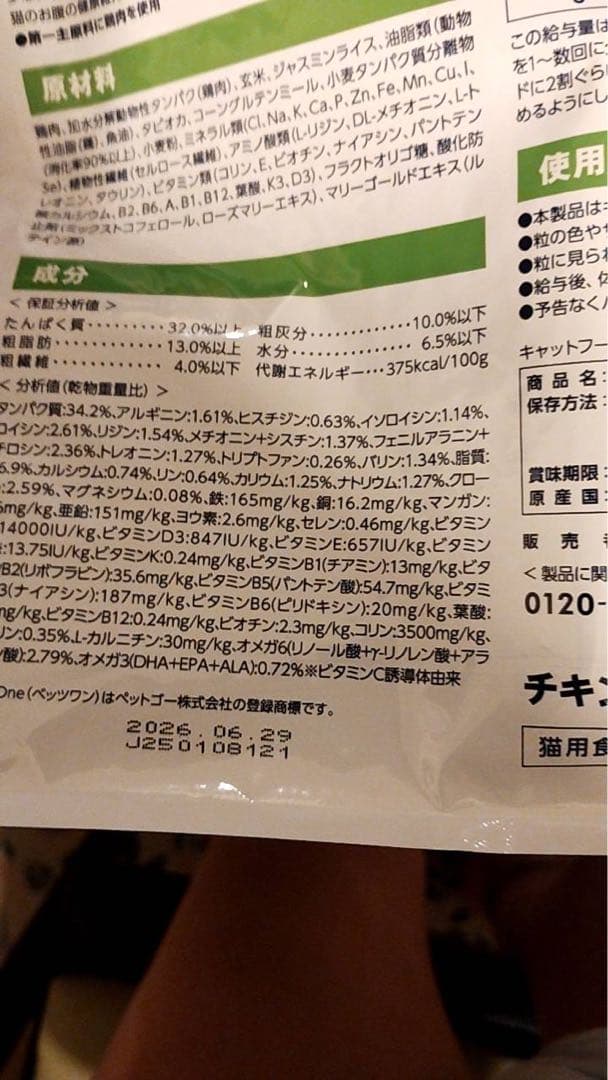 猫のお腹の健康
●第一主原料に鶏肉を使用
原材料
鶏肉、加水分解動物性タンパク(鶏肉)、玄米、ジャスミンライス、油脂類(動物
性油脂(鶏)、魚油)、タピオカ、コーングルテンミール、小麦タンパク質分離物
(消化率90%以上)、小麦粉、ミネラル類(Cl、Na、K、Ca、P、Zn、Fe、Mn、Cu、I、
Se)、植物性繊維(セルロース繊維)、アミノ酸類(L-リジン、DL-メチオニン、L-ト
レオニン、タウリン)、ビタミン類(コリン、E、ビオチン、ナイアシン、パントテン
酸カルシウム、B2、B6、A、B1、B12、葉酸、K3、D3)、フラクトオリゴ糖、酸化防
止剤(ミックストコフェロール、ローズマリーエキス)、マリーゴールドエキス(ル
テイン源)
成分
< 保証分析値 >
たんぱく質・・・・・・・・・32.0%以上 粗灰分・・・・・・・・・・・・10.0%以下
粗脂肪・・・・・・・・・・・・13.0%以上 水分・・・・・・・・・・・・・・6.5%以下
粗繊維・・・・・・・・・・・・4.0%以下 代謝エネルギー・・・375kcal/100g
< 分析値(乾物重量比) >
タンパク質:34.2%、アルギニン:1.61%、ヒスチジン:0.63%、イソロイシン:1.14%、
ロイシン:2.61%、リジン:1.54%、メチオニン+シスチン:1.37%、フェニルアラニン+
チロシン:2.36%、トレオニン:1.27%、トリプトファン:0.26%、バリン:1.34%、脂質:
6.9%、カルシウム:0.74%、リン:0.64%、カリウム:1.25%、ナトリウム:1.27%、クロー
:2.59%、マグネシウム:0.08%、鉄:165mg/kg、銅:16.2mg/kg、マンガン:
mg/kg、亜鉛:151mg/kg、ヨウ素:2.6mg/kg、セレン:0.46mg/kg、ビタミン
14000IU/kg、ビタミンD3:847IU/kg、ビタミンE:657IU/kg、ビタミン
:13.75IU/kg、ビタミンK:0.24mg/kg、ビタミンB1(チアミン):13mg/kg、ビタ
B2(リボフラビン):35.6mg/kg、ビタミンB5(パントテン酸):54.7mg/kg、ビタミ
3(ナイアシン):187mg/kg、ビタミンB6(ピリドキシン):20mg/kg、葉酸:
mg/kg、ビタミンB12:0.24mg/kg、ビオチン:2.3mg/kg、コリン:3500mg/kg、
リン:0.35%、L-カルニチン:30mg/kg、オメガ6(リノール酸+γ-リノレン酸+アラ
酸):2.79%、オメガ3(DHA+EPA+ALA):0.72%※ビタミンC誘導体由来
One(ペッツワン)はペットゴー株式会社の登録商標です。
2026.06.29
J250108121
この給与量は
を1〜数回に
ドに2割ぐら
めるようにし
使用
●本製品は
●粒の色や
●粒に見ら
●給与後、
●予告なく
キャットフー
商品名:
保存方法:
賞味期限:
原産国:
販売
< 製品に関
0120-
チキ
猫用食